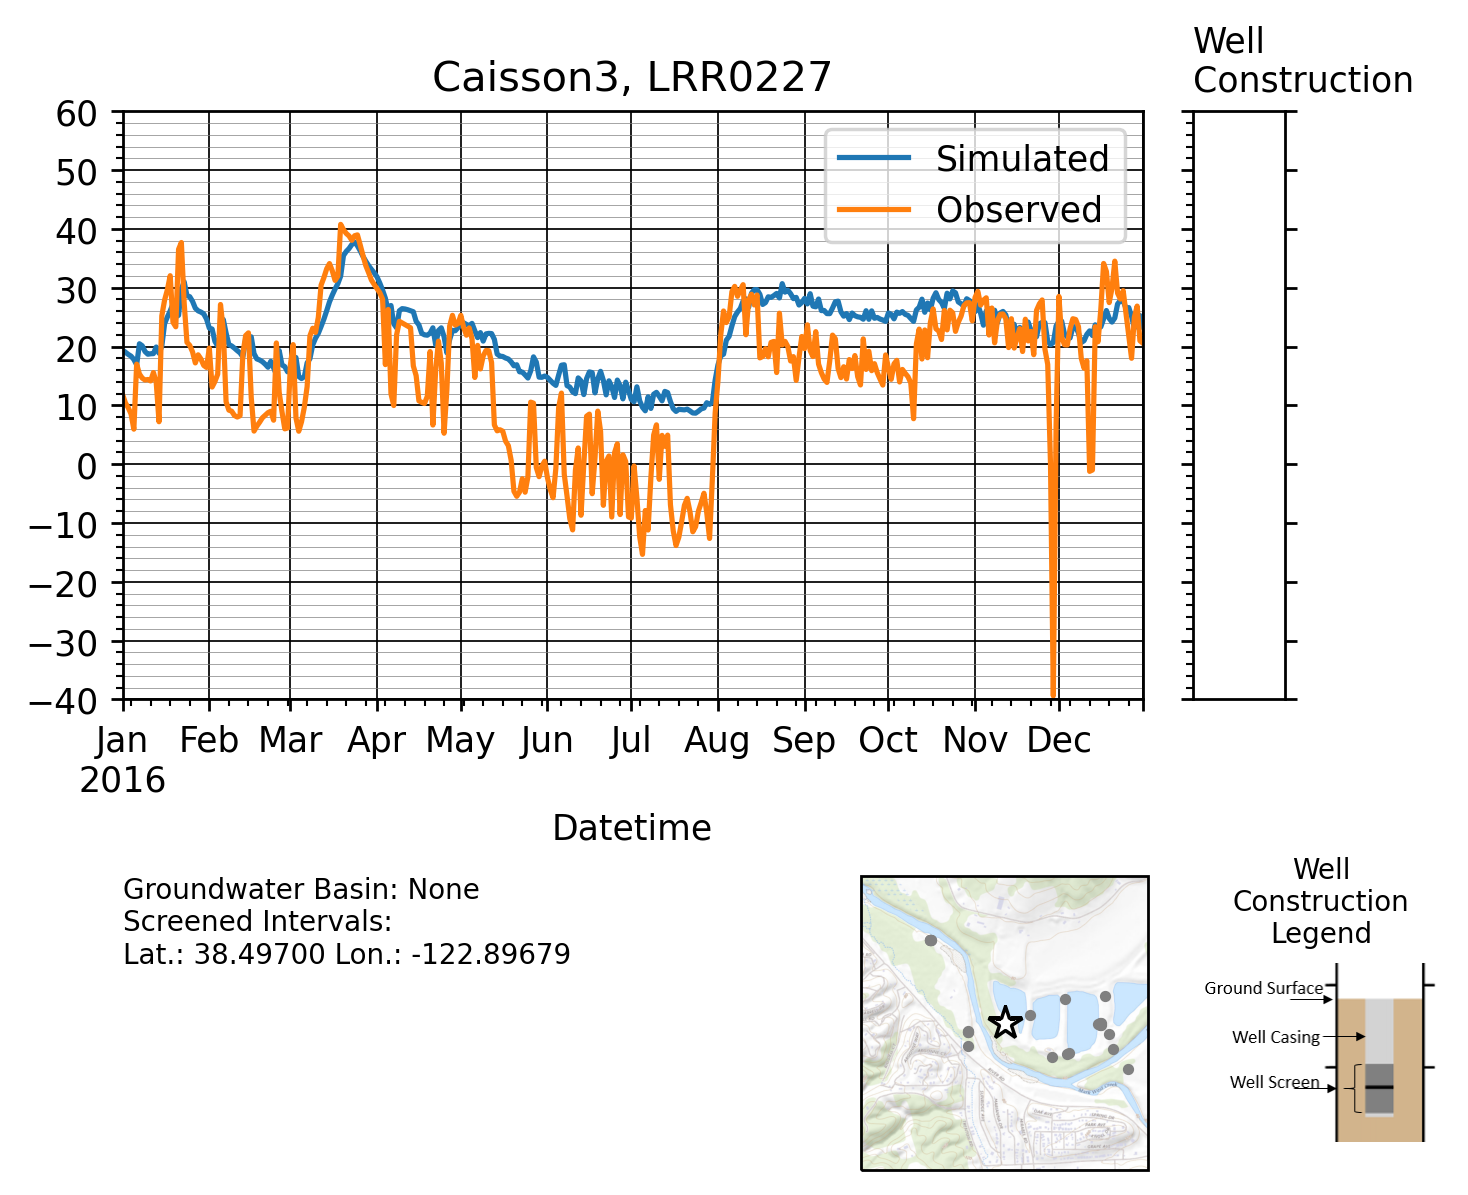 Well
Construction
Caisson3, LRR0227
60
50
40
30
20
10
0
−10
−20
−30
−40
Simulated
Observed
Jan Feb Mar Apr May Jun Jul Aug Sep Oct Nov Dec
2016
Datetime
Groundwater Basin: None
Screened Intervals:
Lat.: 38.49700 Lon.: -122.89679
Well
Construction
Legend
Ground Surface
Well Casing
Well Screen